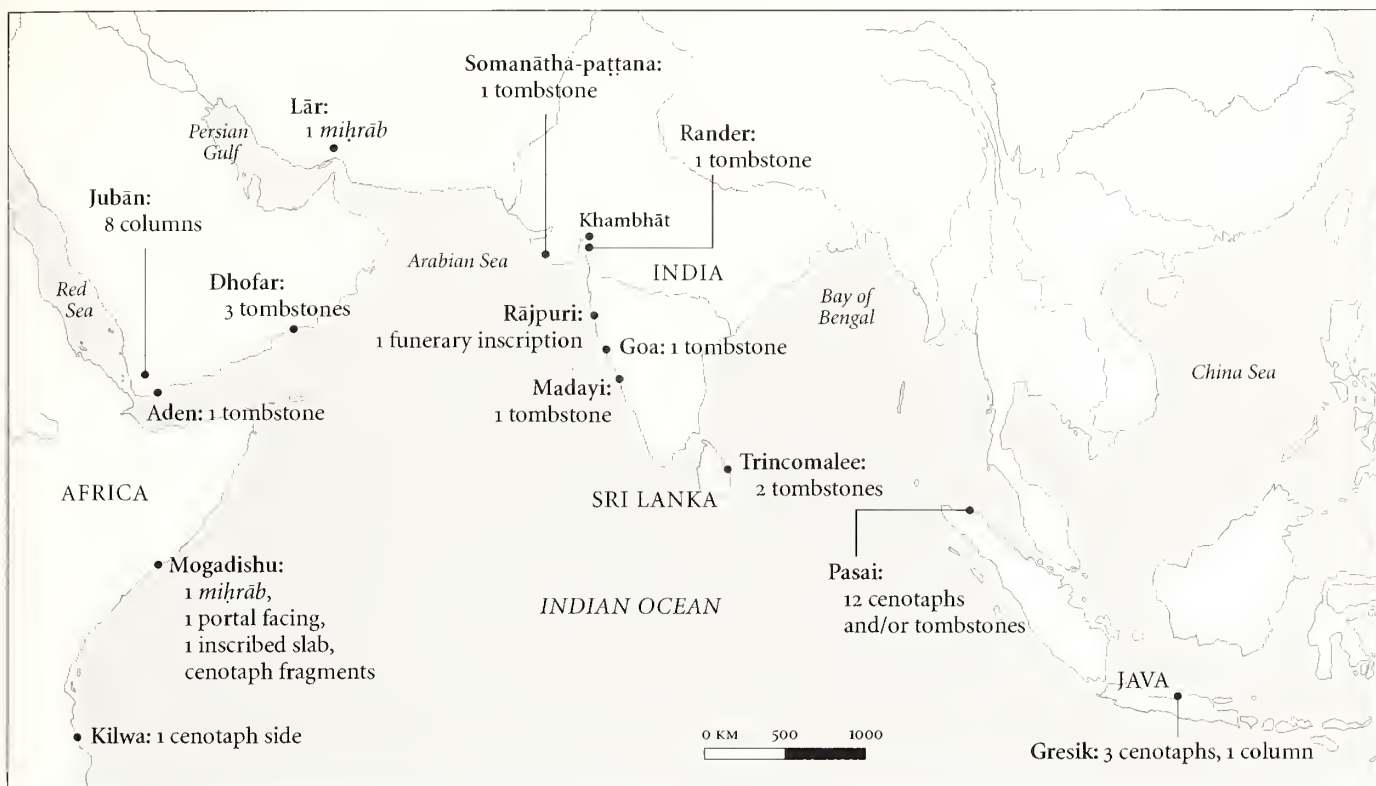 Somanātha-paṭṭana:
1 tombstone
Lār:
1 miḥrāb
Persian
Gulf
Rander:
1 tombstone
Jubān:
8 columns
Khambhāt
Arabian Sea
INDIA
Dhofar:
3 tombstones
Red
Sea
Bay of
Bengal
Rājpuri:
1 funerary inscription
Goa: 1 tombstone
China Sea
Madayi:
1 tombstone
Aden: 1 tombstone
Trincomalee:
2 tombstones
AFRICA
SRI LANKA
Mogadishu:
1 miḥrāb,
1 portal facing,
1 inscribed slab,
cenotaph fragments
Pasai:
12 cenotaphs
and/or tombstones
INDIAN OCEAN
JAVA
Kilwa: 1 cenotaph side
0 KM 500 1000
Gresik: 3 cenotaphs, 1 column